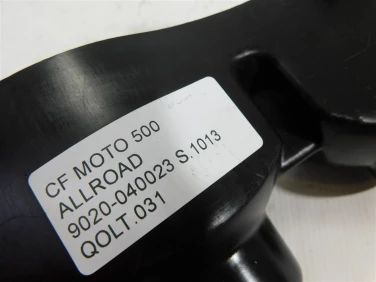 CF MOTO 500
ALLROAD
9020-040023 S.1013
QOLT.031